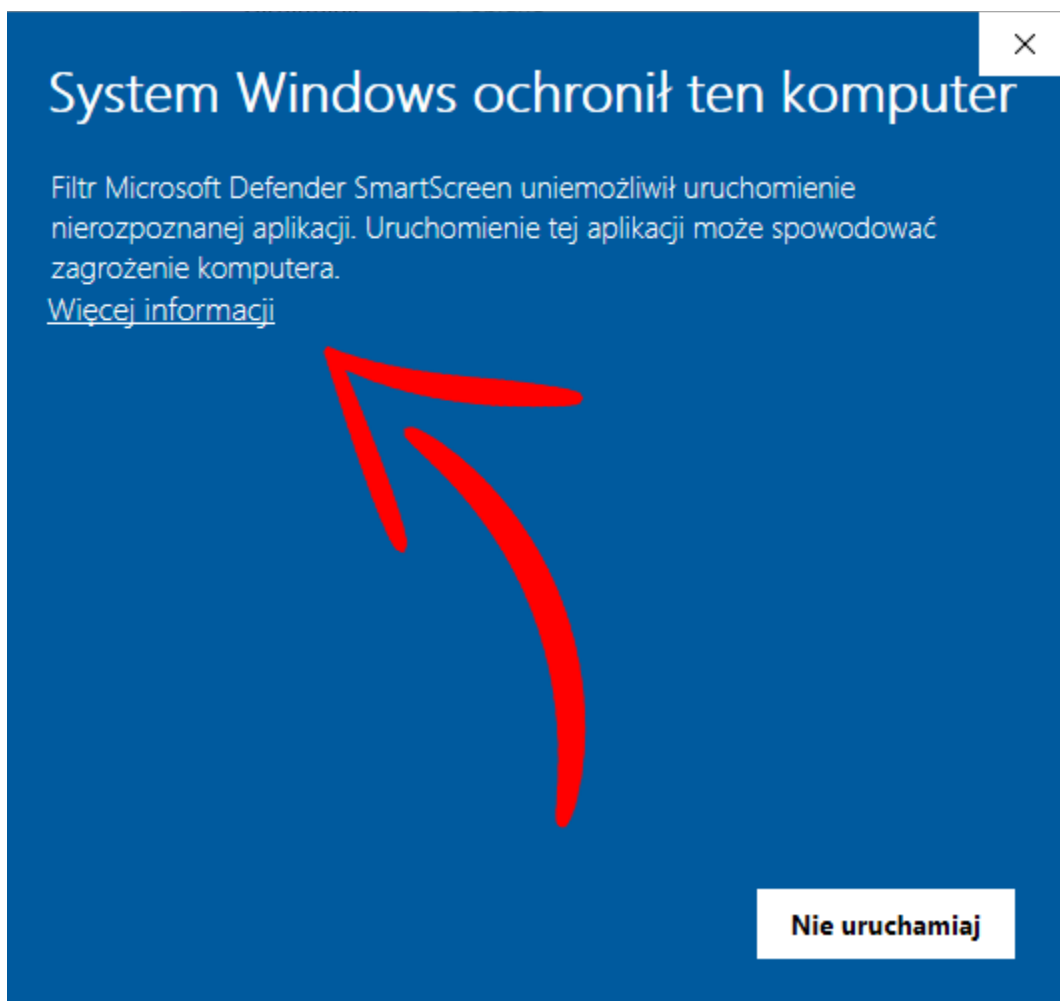 System Windows ochronił ten komputer
Filtr Microsoft Defender SmartScreen uniemożliwił uruchomienie
nierozpoznanej aplikacji. Uruchomienie tej aplikacji może spowodować
zagrożenie komputera.
Więcej informacji
Nie uruchamiaj